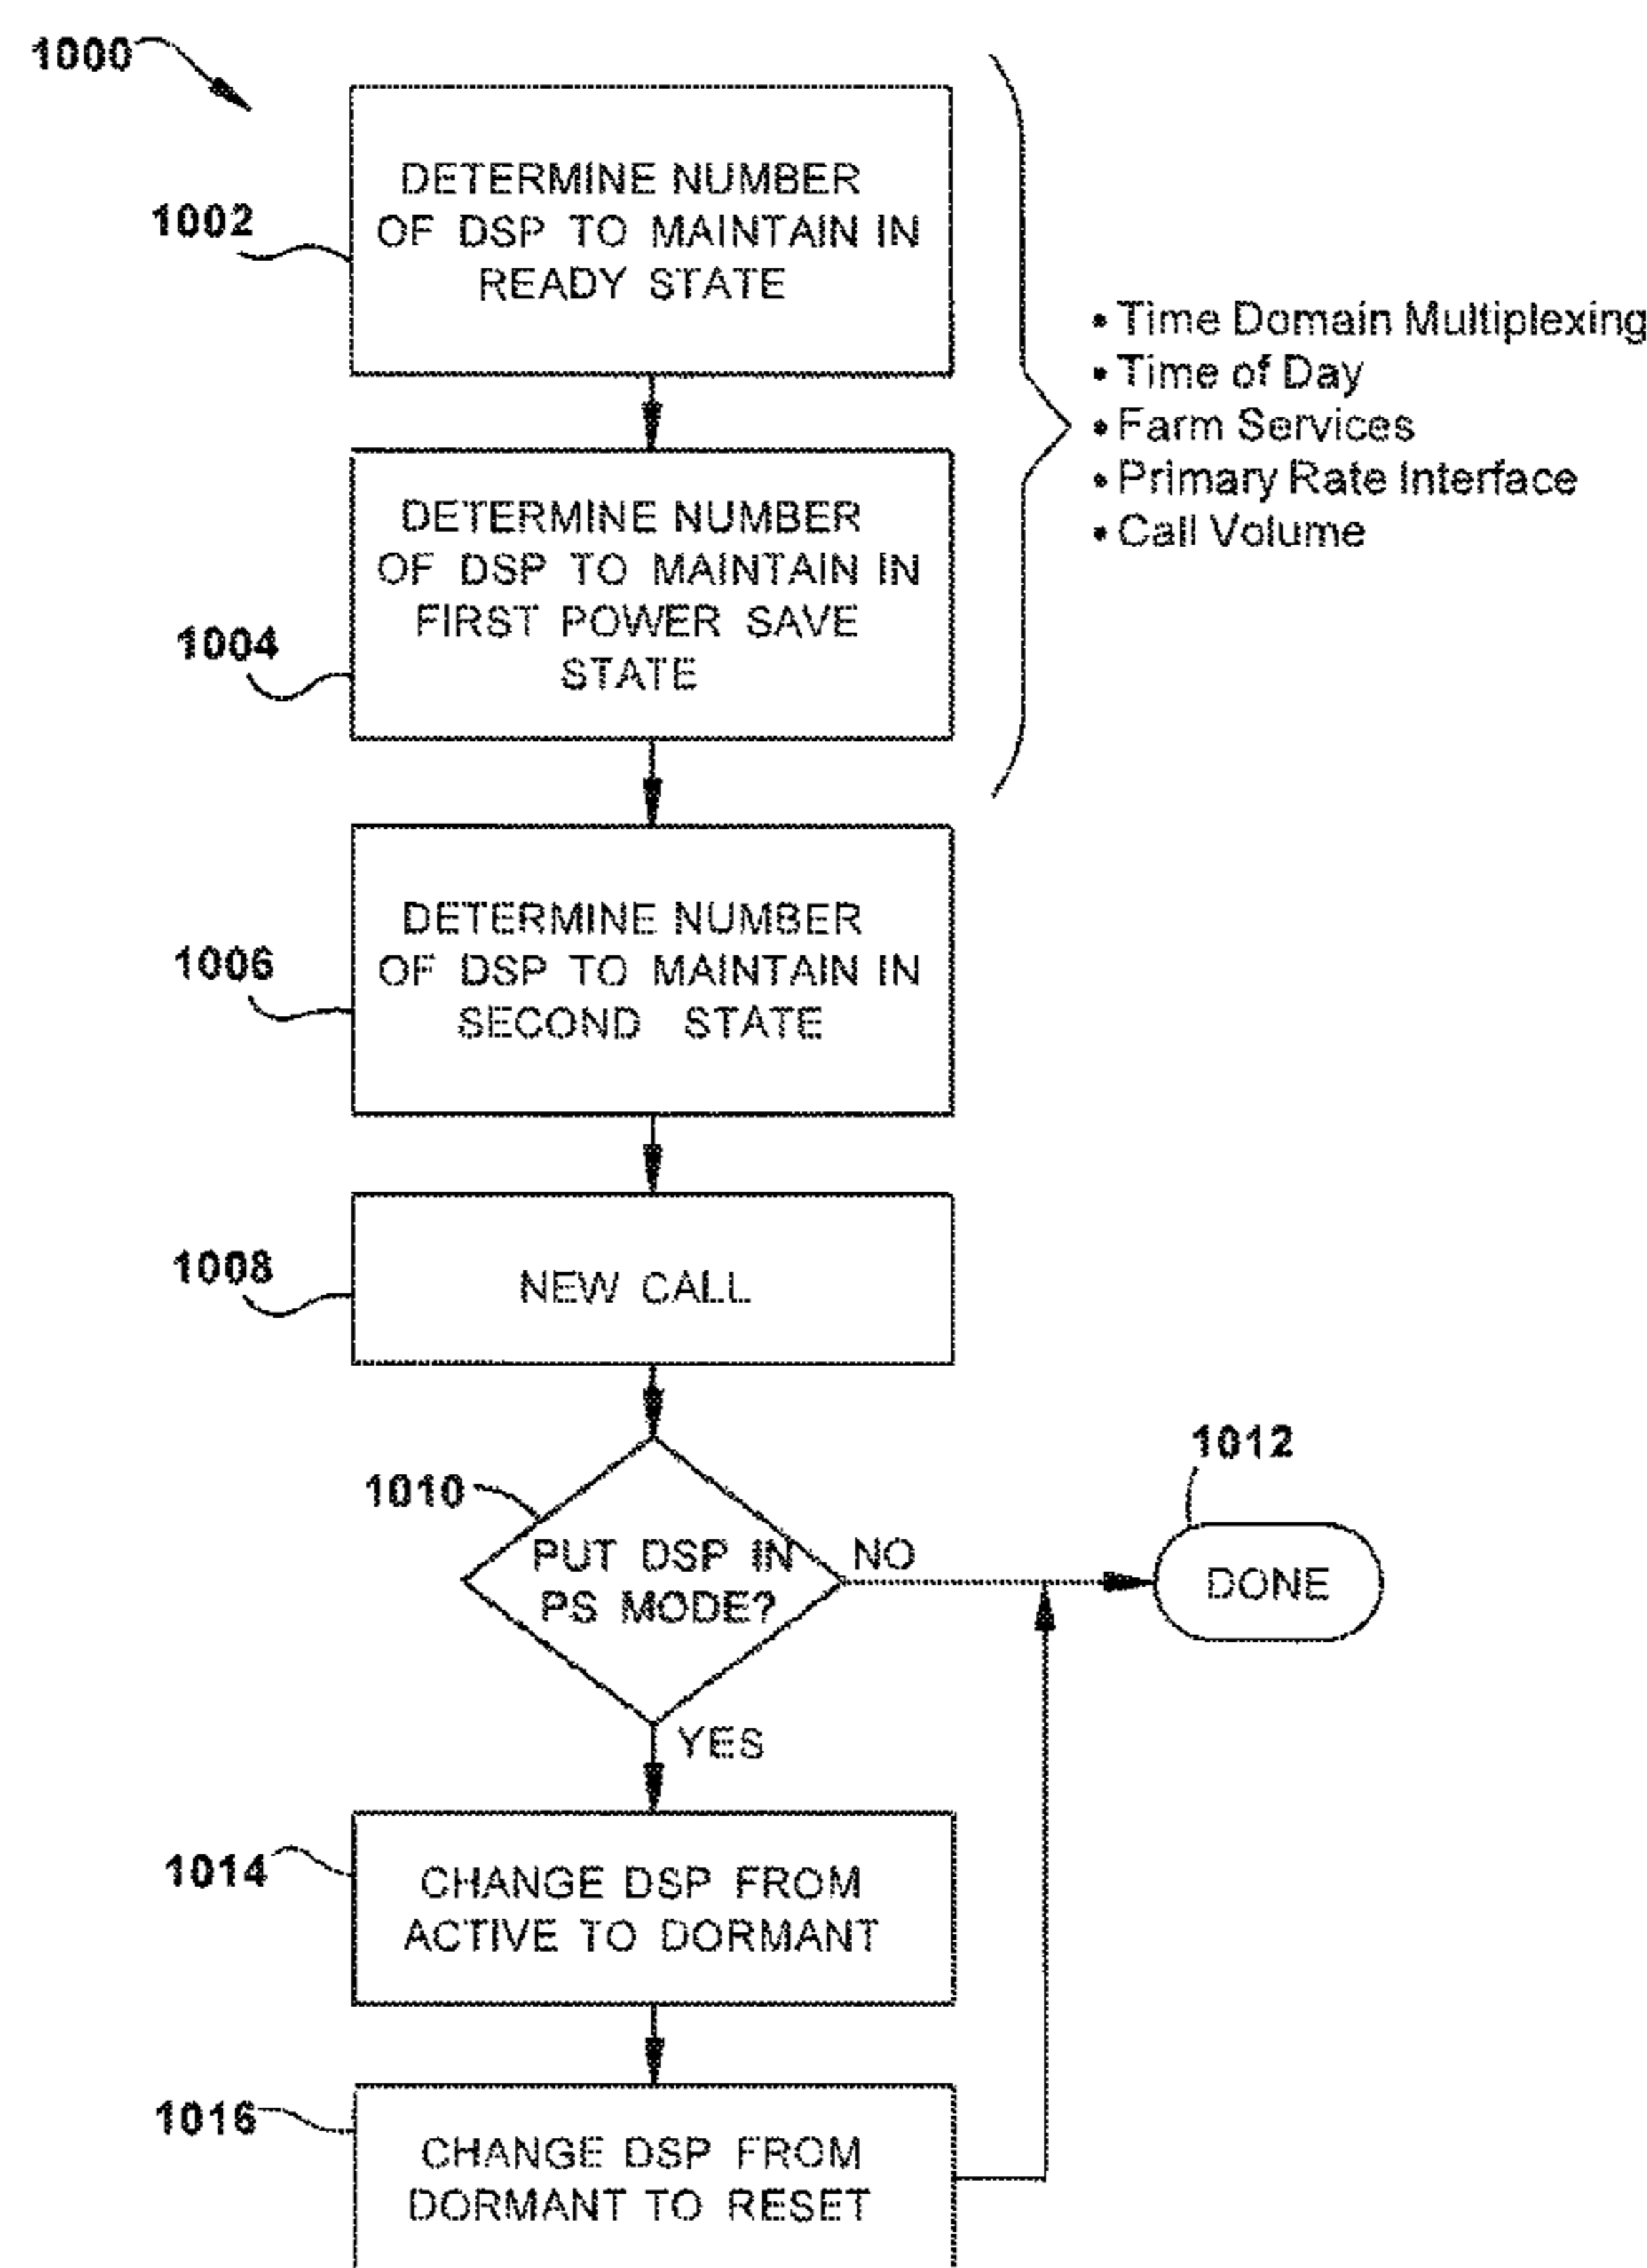 1000
1002
DETERMINE NUMBER
OF DSP TO MAINTAIN IN
READY STATE
• Time Domain Multiplexing
• Time of Day
• Farm Services
• Primary Rate Interface
• Call Volume
1004
DETERMINE NUMBER
OF DSP TO MAINTAIN IN
FIRST POWER SAVE
STATE
1006
DETERMINE NUMBER
OF DSP TO MAINTAIN IN
SECOND STATE
1008
NEW CALL
1010
PUT DSP IN
PS MODE?
NO
1012
DONE
YES
1014
CHANGE DSP FROM
ACTIVE TO DORMANT
1016
CHANGE DSP FROM
DORMANT TO RESET